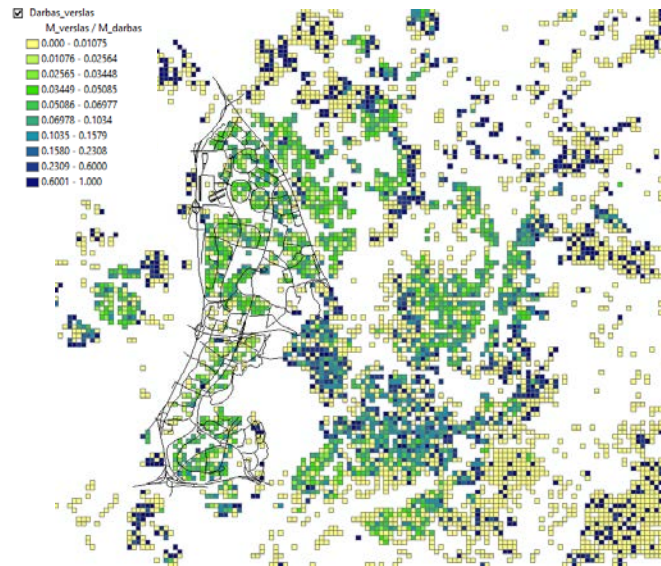 Darbas_verslas
M_verslas / M_darbas
0.000 - 0.01075
0.01076 - 0.02564
0.02565 - 0.03448
0.03449 - 0.05085
0.05086 - 0.06977
0.06978 - 0.1034
0.1035 - 0.1579
0.1580 - 0.2308
0.2309 - 0.6000
0.6001 - 1.000